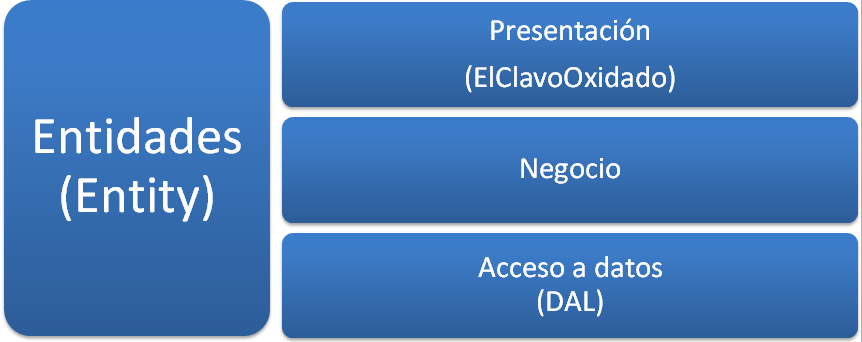 Entidades
(Entity)
Presentación
(ElClavoOxidado)
Negocio
Acceso a datos
(DAL)